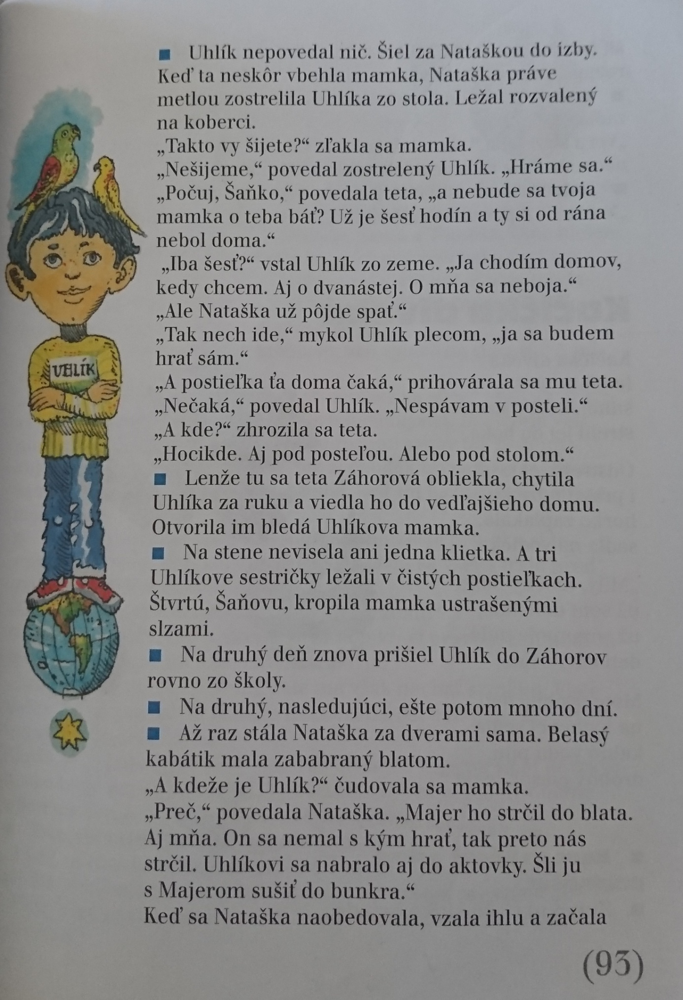 ■ Uhlík nepovedal nič. Šiel za Nataškou do izby.
Keď ta neskôr vbehla mamka, Nataška práve
metlou zostrelila Uhlíka zo stola. Ležal rozvalený
na koberci.
„Takto vy šijete?“ zľakla sa mamka.
„Nešijeme,“ povedal zostrelený Uhlík. „Hráme sa.“
„Počuj, Šaňko,“ povedala teta, „a nebude sa tvoja
mamka o teba báť? Už je šesť hodín a ty si od rána
nebol doma.“
„Iba šesť?“ vstal Uhlík zo zeme. „Ja chodím domov,
kedy chcem. Aj o dvanástej. O mňa sa neboja.“
„Ale Nataška už pôjde spať.“
„Tak nech ide,“ mykol Uhlík plecom, „ja sa budem
hrať sám.“
„A postieľka ťa doma čaká,“ prihovárala sa mu teta.
„Nečaká,“ povedal Uhlík. „Nespávam v posteli.“
„A kde?“ zhrozila sa teta.
„Hocikde. Aj pod posteľou. Alebo pod stolom.“
■ Lenže tu sa teta Záhorová obliekla, chytila
Uhlíka za ruku a viedla ho do vedľajšieho domu.
Otvorila im bledá Uhlíkova mamka.
■ Na stene nevisela ani jedna klietka. A tri
Uhlíkove sestričky ležali v čistých postieľkach.
Štvrtú, Šaňovu, kropila mamka ustrašenými
slzami.
■ Na druhý deň znova prišiel Uhlík do Záhorov
rovno zo školy.
■ Na druhý, nasledujúci, ešte potom mnoho dní.
■ Až raz stála Nataška za dverami sama. Belasý
kabátik mala zababraný blatom.
„A kdeže je Uhlík?“ čudovala sa mamka.
„Preč,“ povedala Nataška. „Majer ho strčil do blata.
Aj mňa. On sa nemal s kým hrať, tak preto nás
strčil. Uhlíkovi sa nabralo aj do aktovky. Šli ju
s Majerom sušiť do bunkra.“
Keď sa Nataška naobedovala, vzala ihlu a začala
(93)
UHLÍK